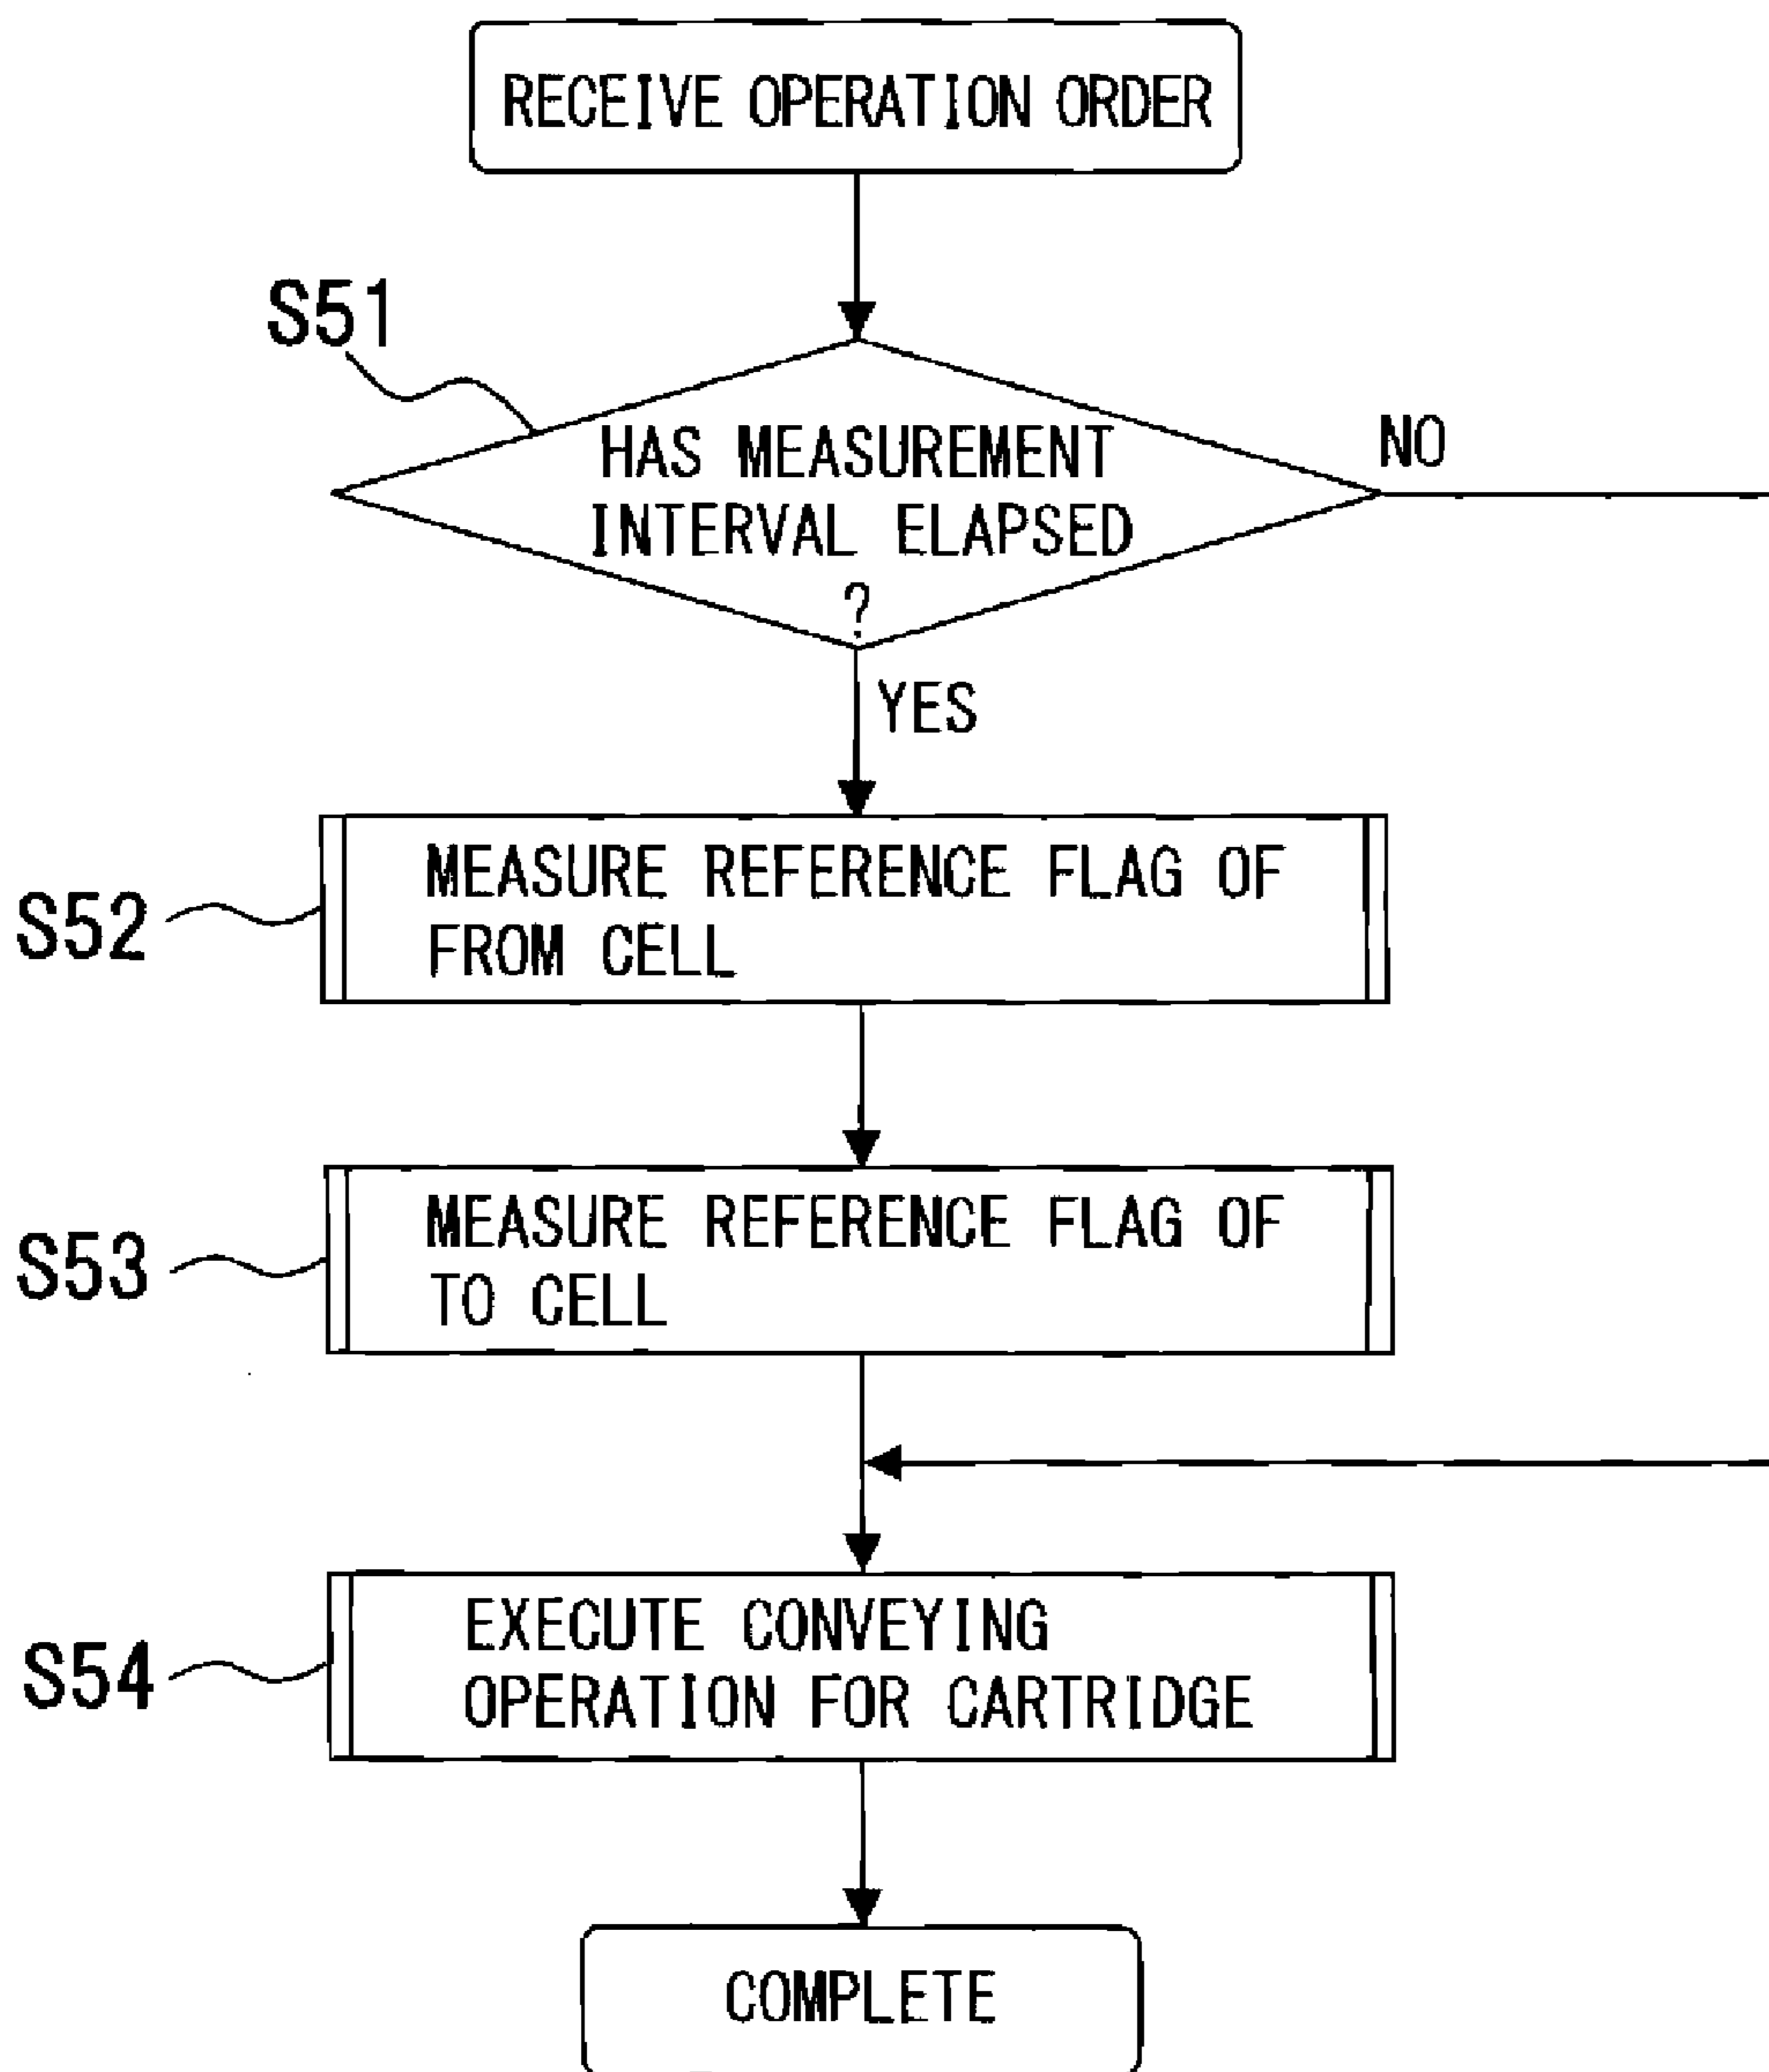 RECEIVE OPERATION ORDER
S51
HAS MEASUREMENT
INTERVAL ELAPSED
?
NO
YES
S52
MEASURE REFERENCE FLAG OF
FROM CELL
S53
MEASURE REFERENCE FLAG OF
TO CELL
S54
EXECUTE CONVEYING
OPERATION FOR CARTRIDGE
COMPLETE